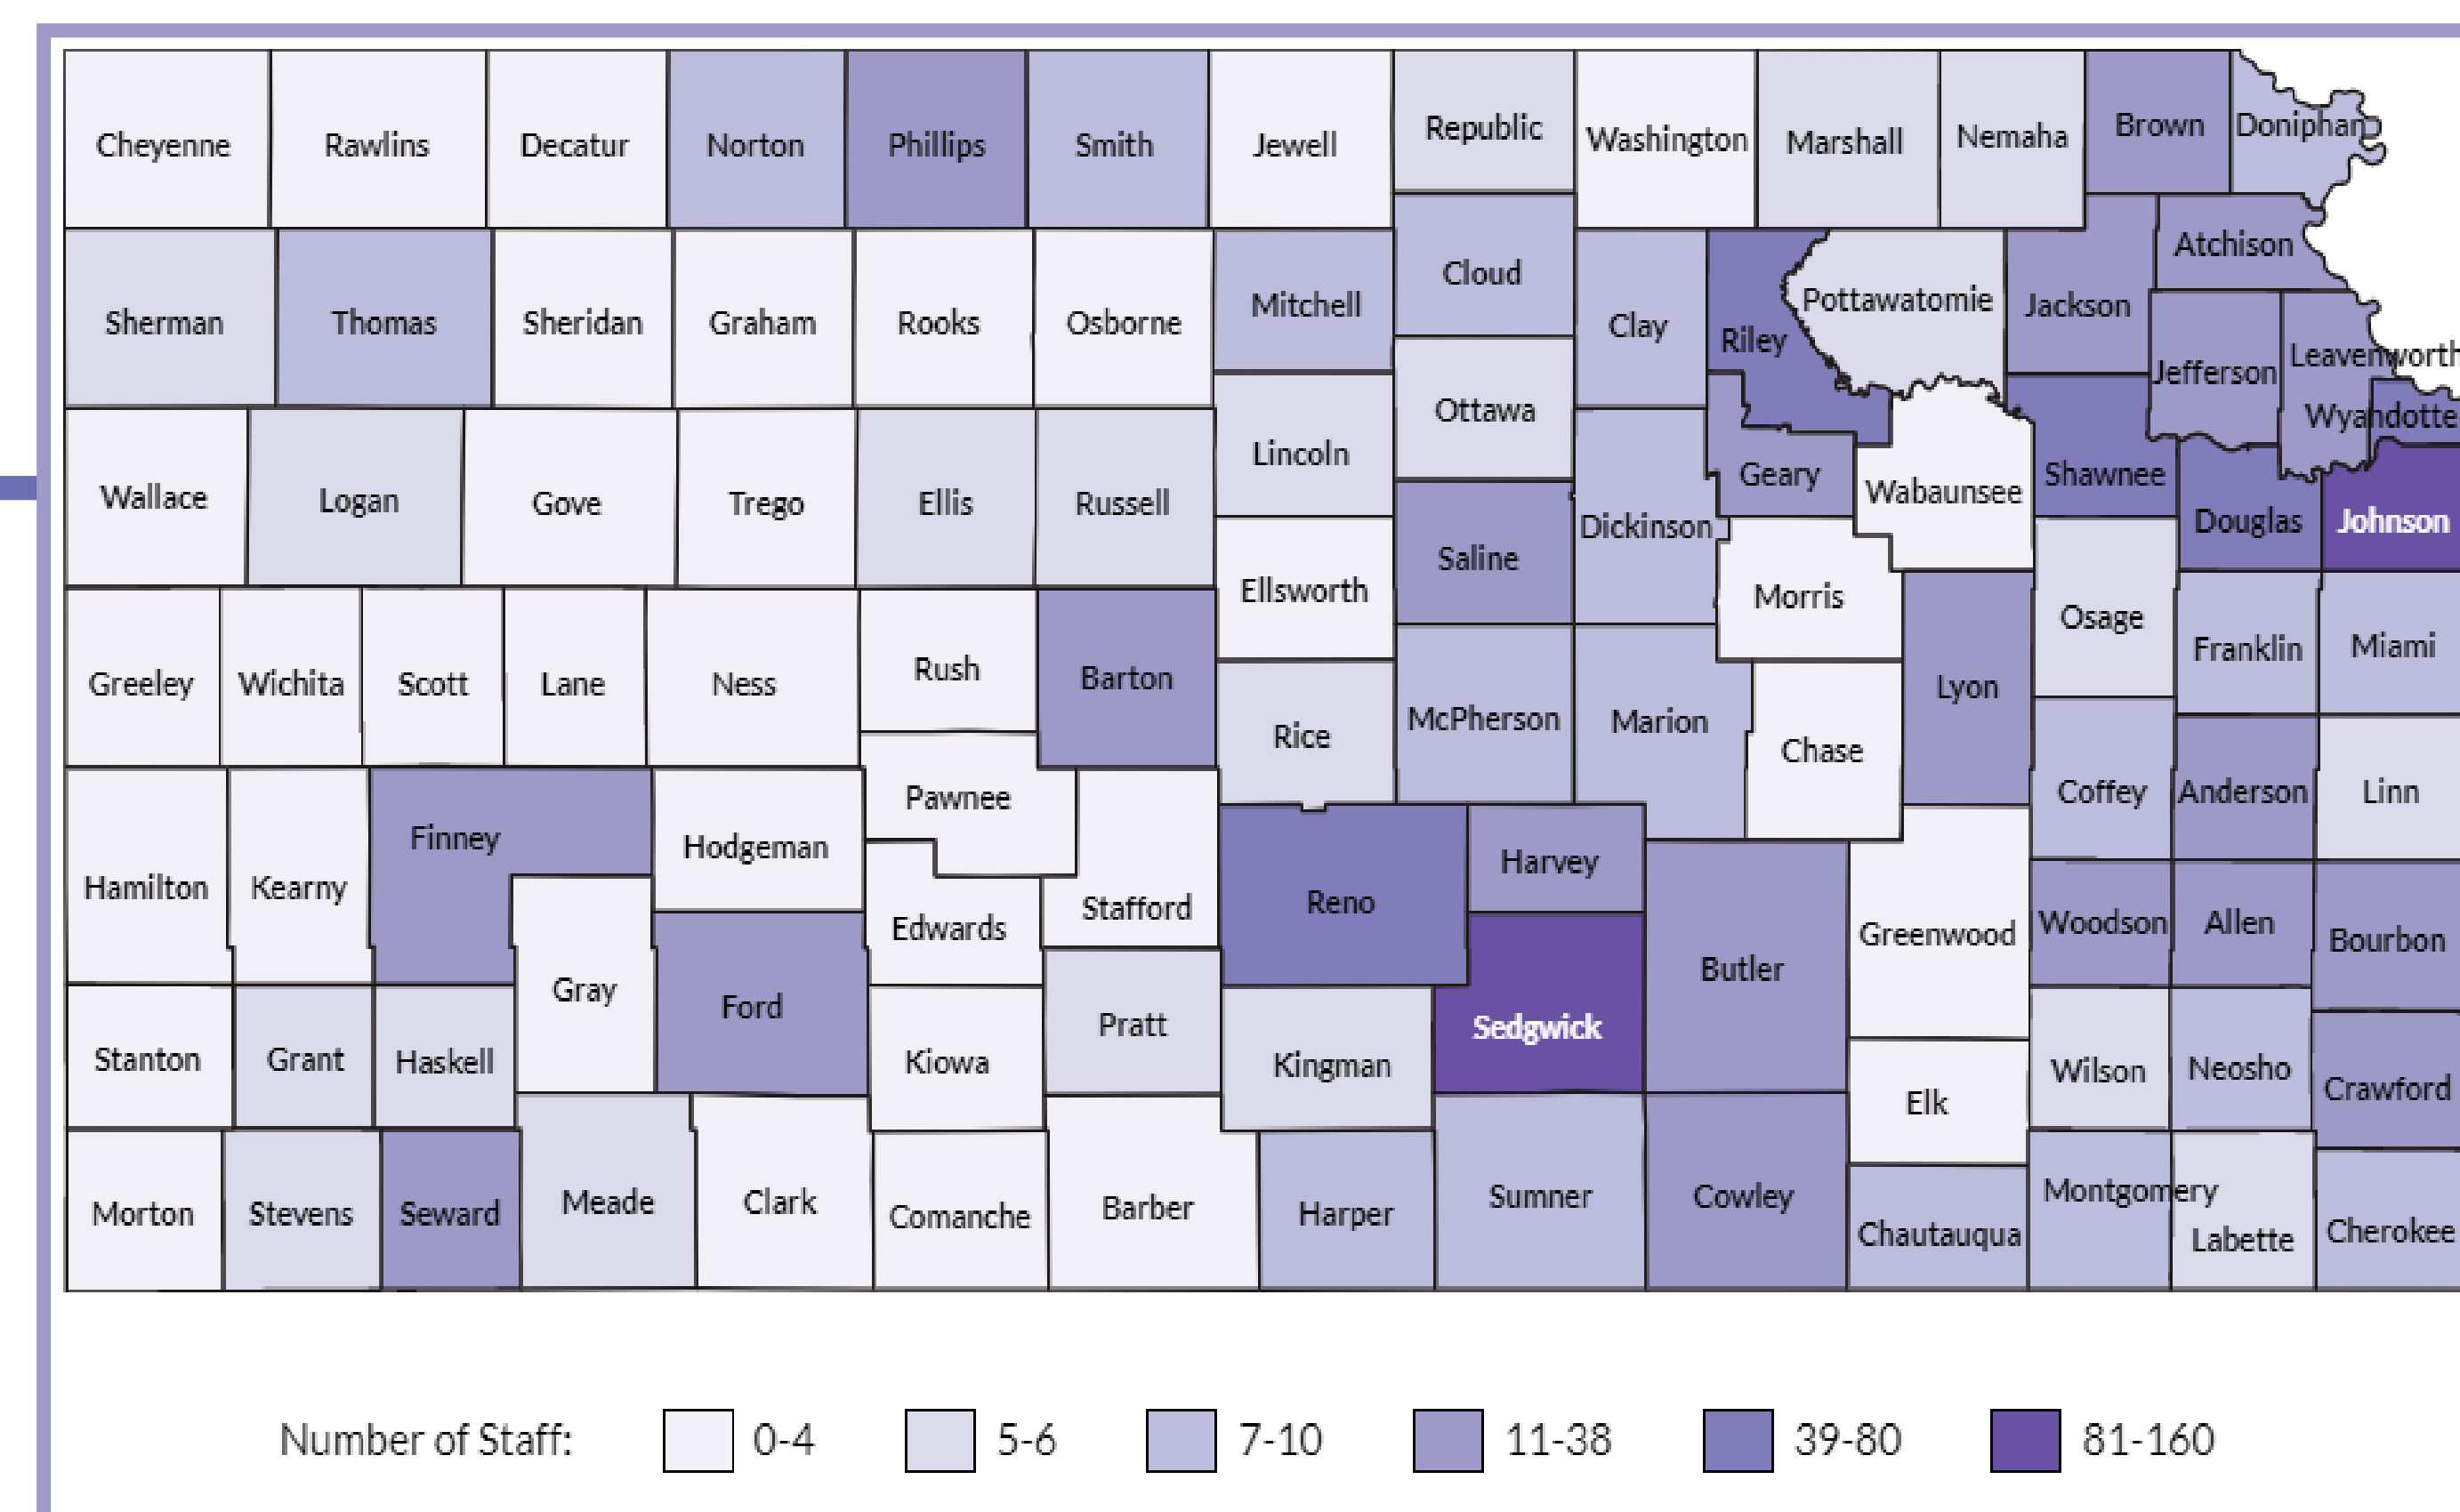 Cheyenne
Rawlins
Decatur
Norton
Phillips
Smith
Jewell
Republic
Washington
Marshall
Nemaha
Brown
Doniphan
Sherman
Thomas
Sheridan
Graham
Rooks
Osborne
Mitchell
Cloud
Clay
Riley
Pottawatomie
Jackson
Atchison
Jefferson
Leavenworth
Wyandotte
Wallace
Logan
Gove
Trego
Ellis
Russell
Lincoln
Ottawa
Saline
Dickinson
Geary
Wabaunsee
Shawnee
Douglas
Johnson
Ellsworth
Morris
Osage
Franklin
Miami
Greeley
Wichita
Scott
Lane
Ness
Rush
Barton
Rice
McPherson
Marion
Chase
Lyon
Coffey
Anderson
Linn
Pawnee
Hamilton
Kearny
Finney
Hodgeman
Edwards
Stafford
Reno
Harvey
Butler
Greenwood
Woodson
Allen
Bourbon
Gray
Ford
Pratt
Sedgwick
Stanton
Grant
Haskell
Kiowa
Kingman
Elk
Wilson
Neosho
Crawford
Morton
Stevens
Seward
Meade
Clark
Comanche
Barber
Harper
Sumner
Cowley
Chautauqua
Montgomery
Labette
Cherokee
Number of Staff: 0-4 5-6 7-10 11-38 39-80 81-160